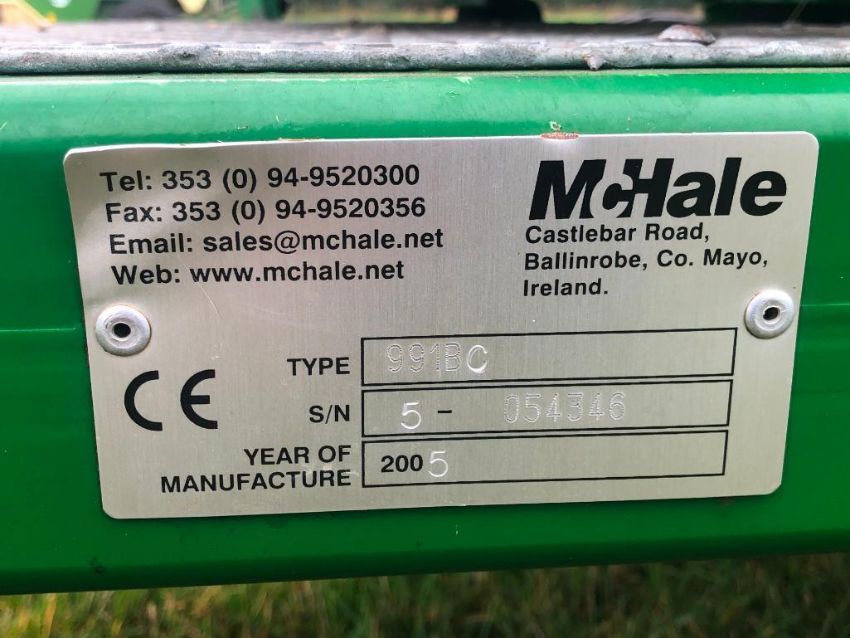 Tel: 353 (0) 94-9520300
Fax: 353 (0) 94-9520356
Email: sales@mchale.net
Web: www.mchale.net
McHale
Castlebar Road,
Ballinrobe, Co. Mayo,
Ireland.
CE
TYPE 991BC
S/N 5 - 054346
YEAR OF
MANUFACTURE 2005